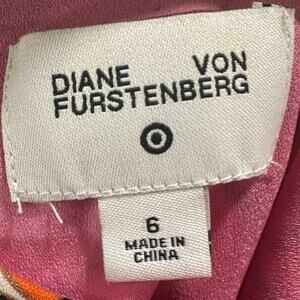 DIANE VON
FURSTENBERG
6
MADE IN
CHINA